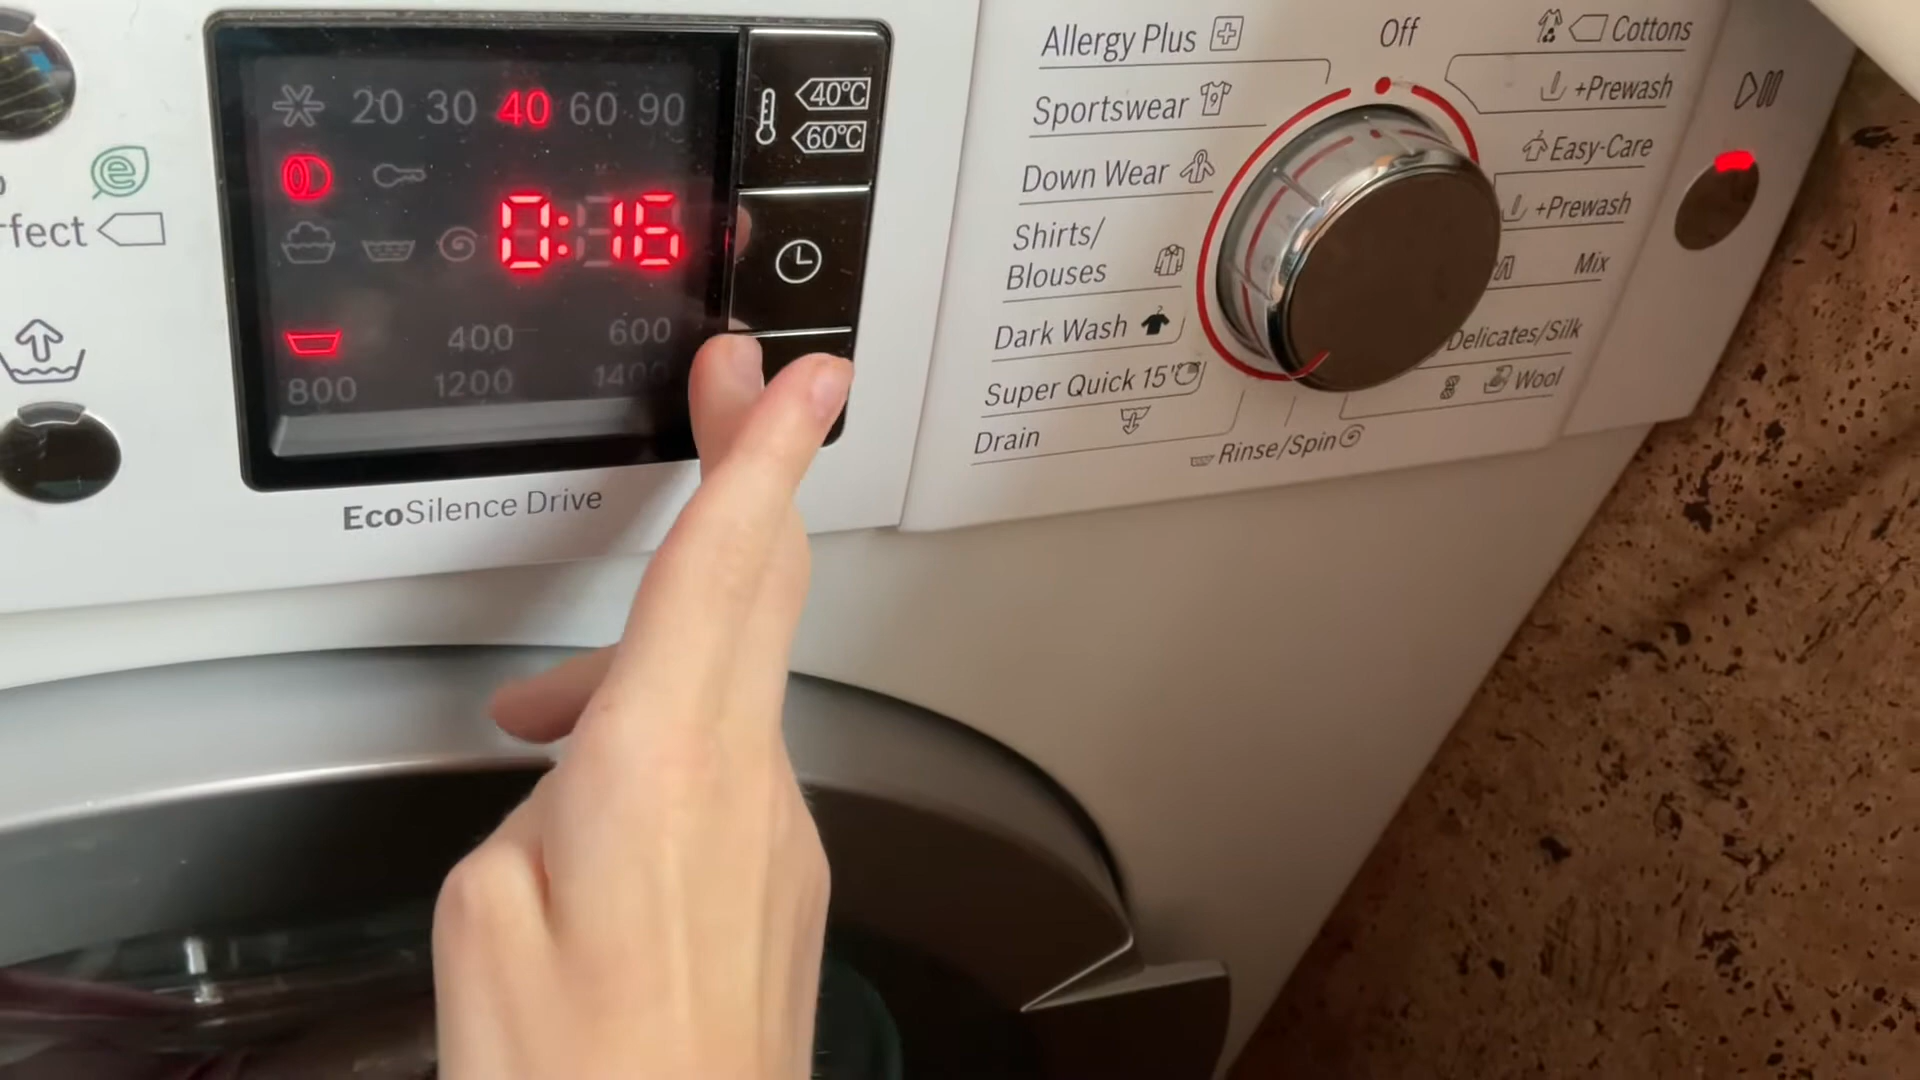 20 30 40 60 90
0:16
400 600
800 1200 1400
EcoSilence Drive
40°C
60°C
rfect
Allergy Plus
Sportswear
Down Wear
Shirts/
Blouses
Dark Wash
Super Quick 15'
Drain
Off
Rinse/Spin
Cottons
+Prewash
Easy-Care
+Prewash
Mix
Delicates/Silk
Wool